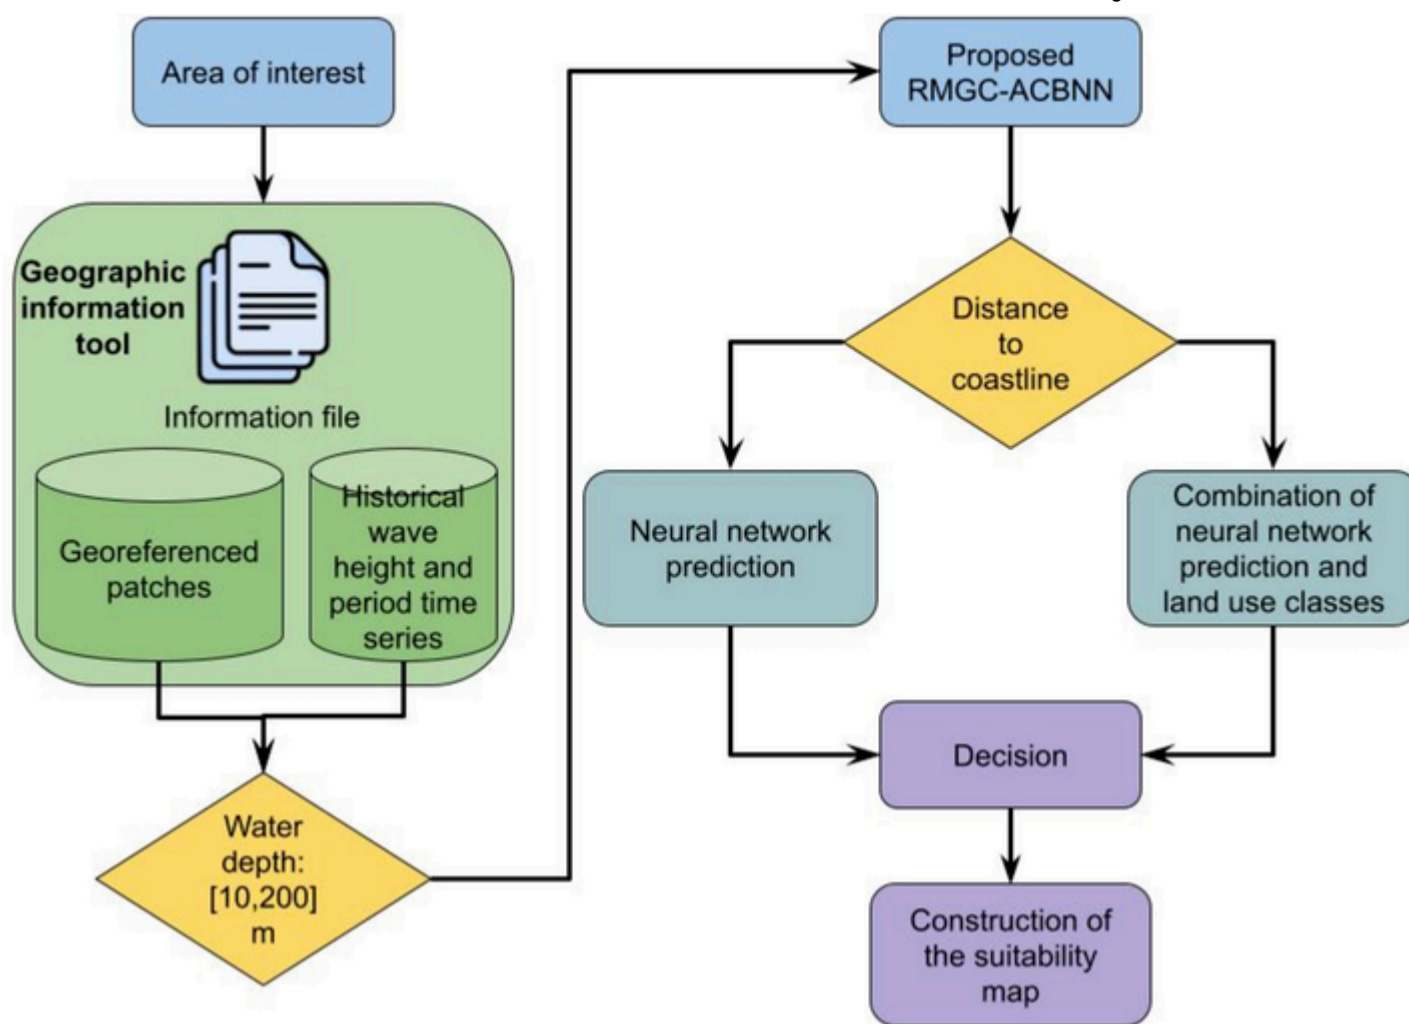 Area of interest
Geographic
information
tool
Information file
Georeferenced
patches
Historical
wave
height and
period time
series
Water
depth:
[10,200]
m
Proposed
RMGC-ACBNN
Distance
to
coastline
Neural network
prediction
Combination of
neural network
prediction and
land use classes
Decision
Construction of
the suitability
map